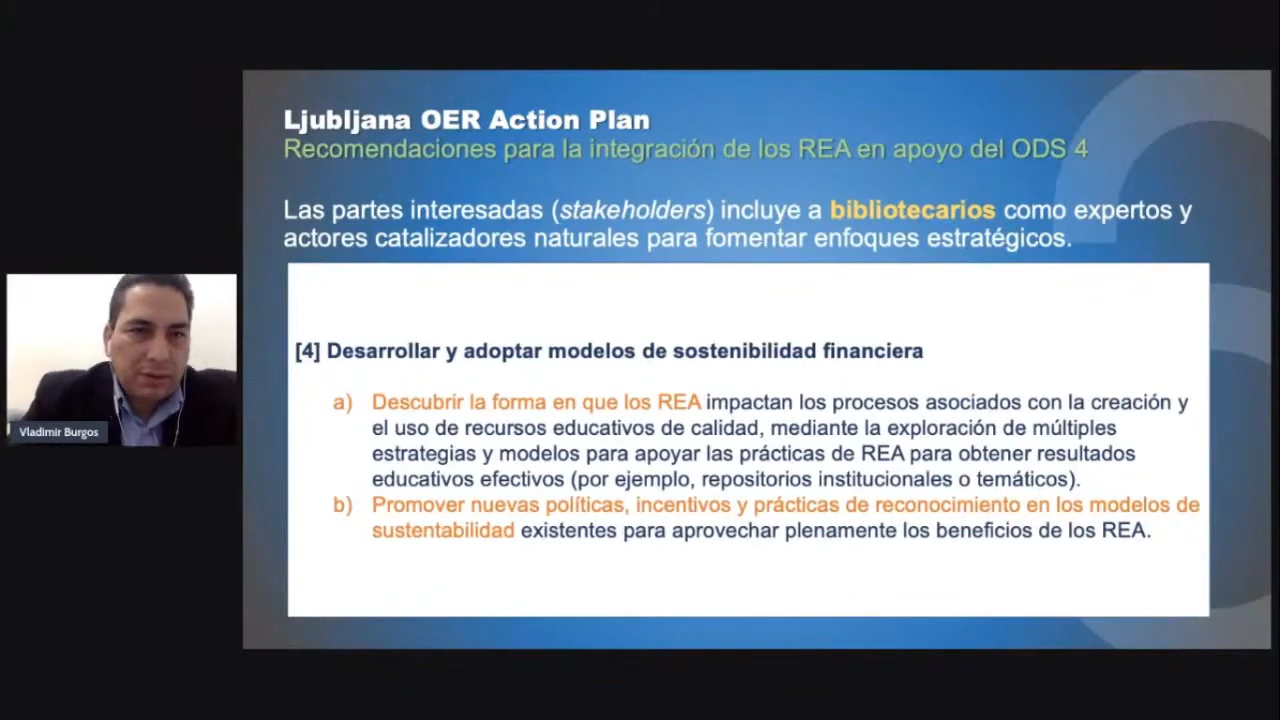 Ljubljana OER Action Plan
Recomendaciones para la integración de los REA en apoyo del ODS 4
Las partes interesadas (stakeholders) incluye a bibliotecarios como expertos y
actores catalizadores naturales para fomentar enfoques estratégicos.
[4] Desarrollar y adoptar modelos de sostenibilidad financiera
a) Descubrir la forma en que los REA impactan los procesos asociados con la creación y
el uso de recursos educativos de calidad, mediante la exploración de múltiples
estrategias y modelos para apoyar las prácticas de REA para obtener resultados
educativos efectivos (por ejemplo, repositorios institucionales o temáticos).
b) Promover nuevas políticas, incentivos y prácticas de reconocimiento en los modelos de
sustentabilidad existentes para aprovechar plenamente los beneficios de los REA.
Vladimir Burgos